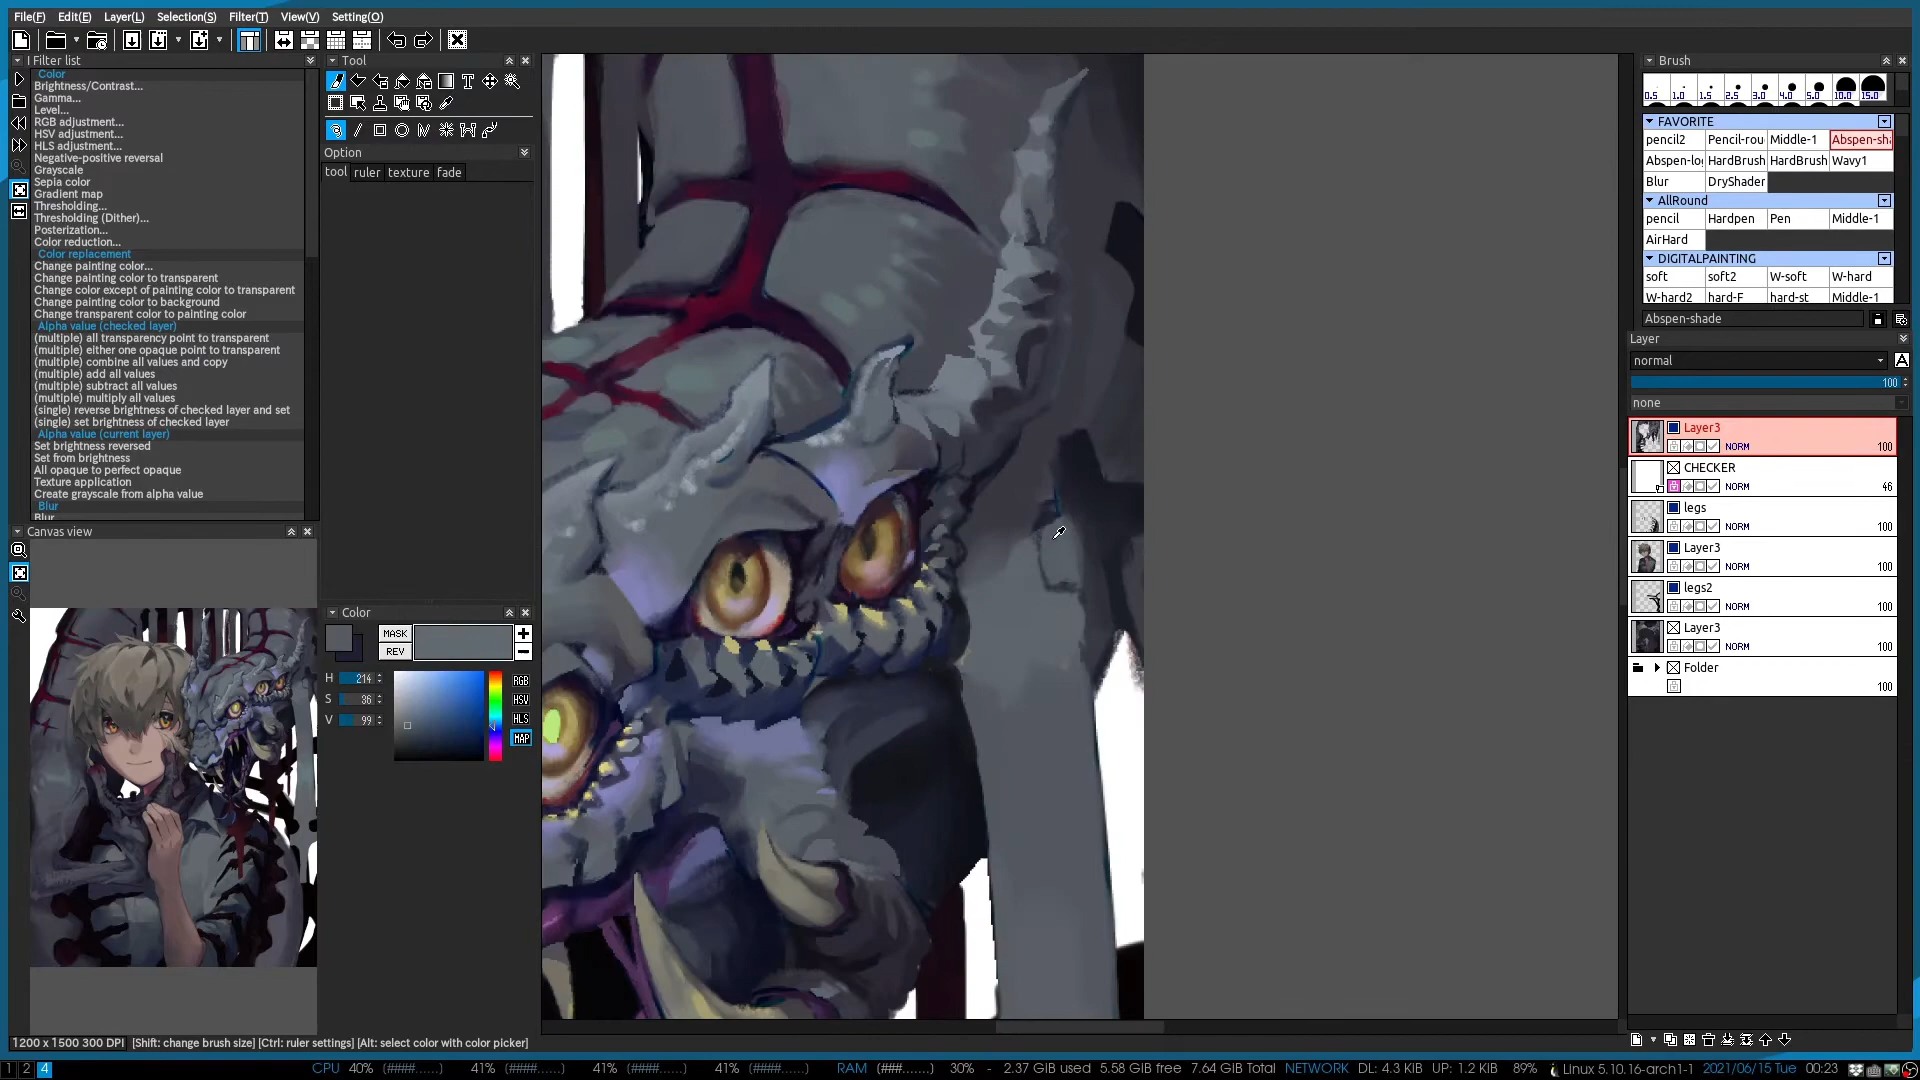 File(F) Edit(E) Layer(L) Selection(S) Filter(T) View(V) Setting(O)
Filter list
Color
Brightness/Contrast...
Gamma...
Level...
RGB adjustment...
HSV adjustment...
HLS adjustment...
Negative-positive reversal
Grayscale
Sepia color
Gradient map
Thresholding...
Thresholding (Dither)...
Posterization...
Color reduction...
Color replacement
Change painting color...
Change painting color to transparent
Change color except of painting color to transparent
Change painting color to background
Change transparent color to painting color
Alpha value (checked layer)
(multiple) all transparency point to transparent
(multiple) either one opaque point to transparent
(multiple) combine all values and copy
(multiple) add all values
(multiple) subtract all values
(multiple) multiply all values
(single) reverse brightness of checked layer and set
(single) set brightness of checked layer
Alpha value (current layer)
Set brightness reversed
Set from brightness
All opaque to perfect opaque
Texture application
Create grayscale from alpha value
Blur
Blur
Canvas view
Tool
Option
tool ruler texture fade
Color
MASK
REV
H 214
S 36
V 99
RGB
HSV
HLS
MAP
Brush
0.5 1.0 1.5 2.5 3.0 4.0 5.0 10.0 15.0
FAVORITE
pencil2 Pencil-rou Middle-1 Abspen-sh
Abspen-lo HardBrush HardBrush Wavy1
Blur DryShader
AllRound
pencil Hardpen Pen Middle-1
AirHard
DIGITALPAINTING
soft soft2 W-soft W-hard
W-hard2 hard-F hard-st Middle-1
Abspen-shade
Layer
normal
100
none
Layer3
NORM 100
CHECKER
NORM 46
legs
NORM 100
Layer3
NORM 100
legs2
NORM 100
Layer3
NORM 100
Folder
100
1200 x 1500 300 DPI [Shift: change brush size] [Ctrl: ruler settings] [Alt: select color with color picker]
1 2 4 CPU 40% (####......) 41% (####......) 41% (####......) 41% (####......) RAM (###.......) 30% - 2.37 GIB used 5.58 GIB free 7.64 GIB Total NETWORK DL: 4.3 KIB UP: 1.2 KIB 89% Linux 5.10.16-arch1-1 2021/06/15 Tue 00:23